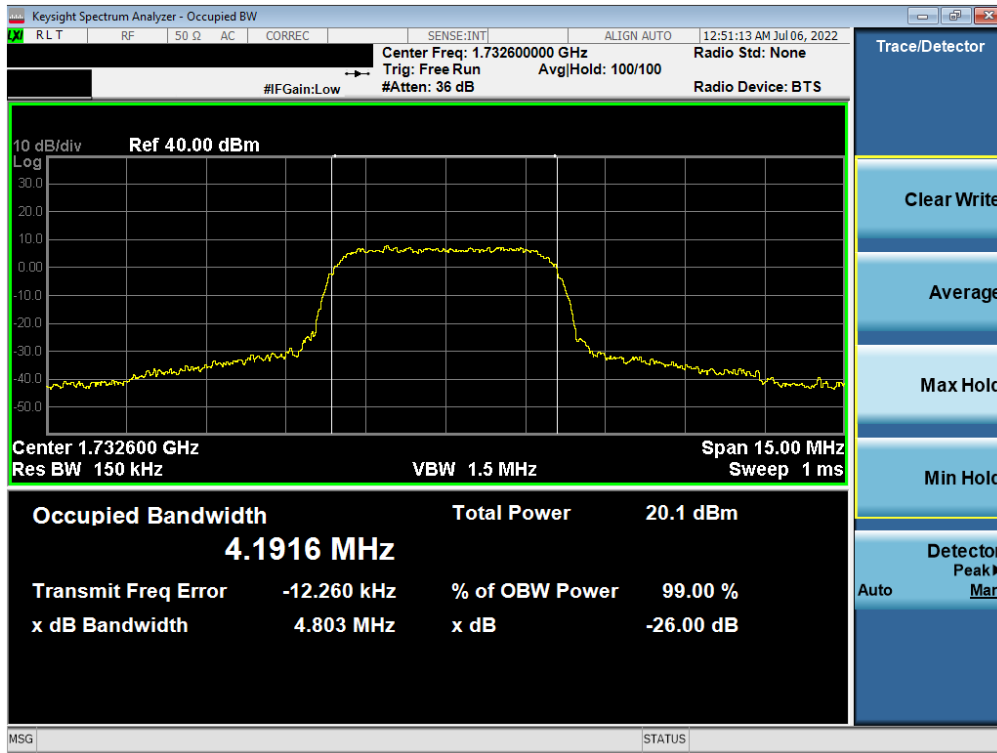 Keysight Spectrum Analyzer - Occupied BW
LXI RLT RF 50 Ω AC CORREC SENSE:INT ALIGN AUTO 12:51:13 AM Jul 06, 2022
Center Freq: 1.732600000 GHz Radio Std: None
Trig: Free Run Avg|Hold: 100/100
#IFGain:Low #Atten: 36 dB Radio Device: BTS
Trace/Detector
10 dB/div Ref 40.00 dBm
Log
30.0
20.0
10.0
0.00
-10.0
-20.0
-30.0
-40.0
-50.0
Center 1.732600 GHz Span 15.00 MHz
Res BW 150 kHz VBW 1.5 MHz Sweep 1 ms
Occupied Bandwidth Total Power 20.1 dBm
4.1916 MHz
Transmit Freq Error -12.260 kHz % of OBW Power 99.00 %
x dB Bandwidth 4.803 MHz x dB -26.00 dB
Clear Write
Average
Max Hold
Min Hold
Detector
Peak
Auto Man
MSG STATUS